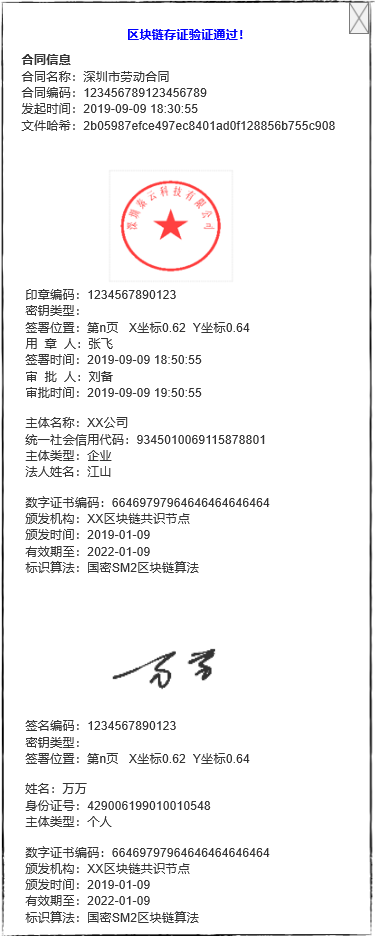 区块链存证验证通过！
合同信息
合同名称：深圳市劳动合同
合同编码：123456789123456789
发起时间：2019-09-09 18:30:55
文件哈希：2b05987efce497ec8401ad0f128856b755c908
深圳秦云科技有限公司
印章编码：1234567890123
密钥类型：
签署位置：第n页 X坐标0.62 Y坐标0.64
用 章 人：张飞
签署时间：2019-09-09 18:50:55
审 批 人：刘备
审批时间：2019-09-09 19:50:55
主体名称：XX公司
统一社会信用代码：9345010069115878801
主体类型：企业
法人姓名：江山
数字证书编码：66469797964646464646464
颁发机构：XX区块链共识节点
颁发时间：2019-01-09
有效期至：2022-01-09
标识算法：国密SM2区块链算法
万万
签名编码：1234567890123
密钥类型：
签署位置：第n页 X坐标0.62 Y坐标0.64
姓名：万万
身份证号：429006199010010548
主体类型：个人
数字证书编码：66469797964646464646464
颁发机构：XX区块链共识节点
颁发时间：2019-01-09
有效期至：2022-01-09
标识算法：国密SM2区块链算法